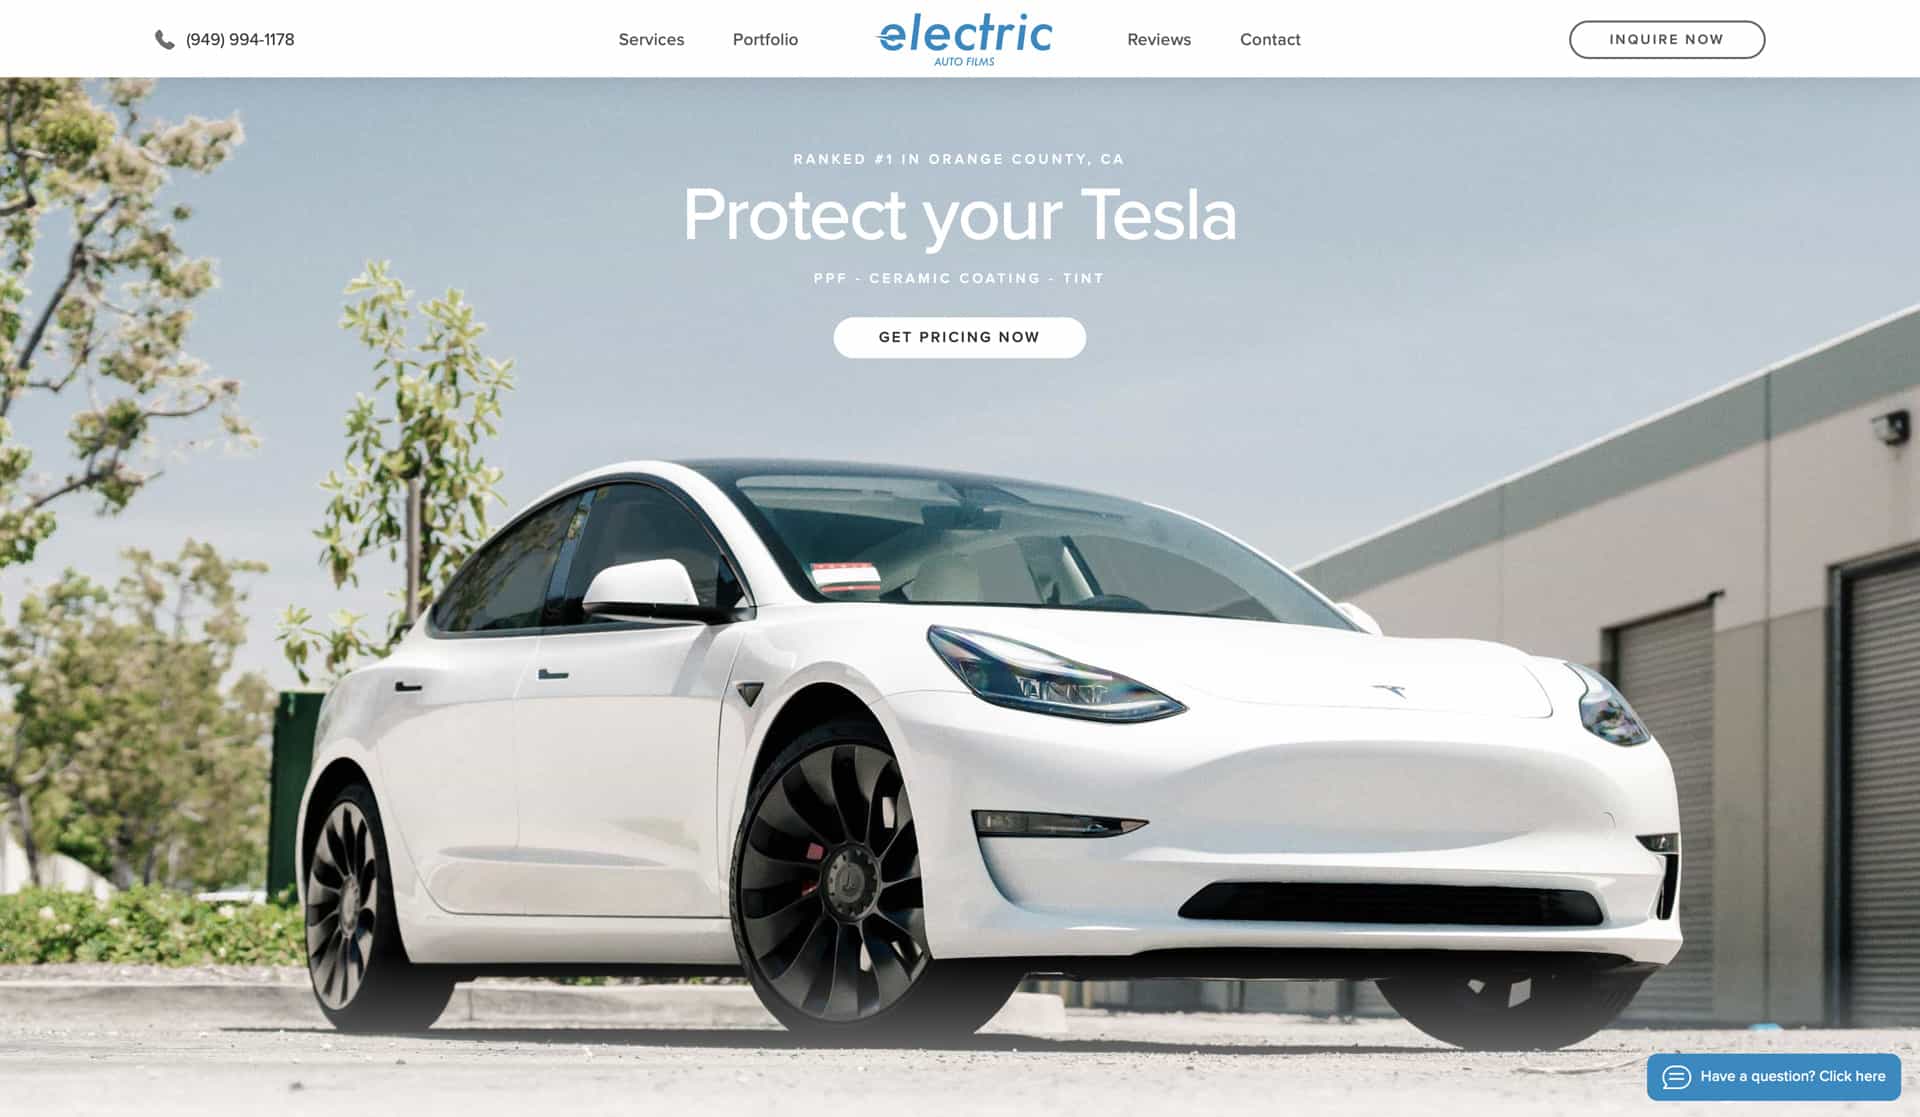 (949) 994-1178
Services
Portfolio
electric
AUTO FILMS
Reviews
Contact
INQUIRE NOW
RANKED #1 IN ORANGE COUNTY, CA
Protect your Tesla
PPF - CERAMIC COATING - TINT
GET PRICING NOW
Have a question? Click here